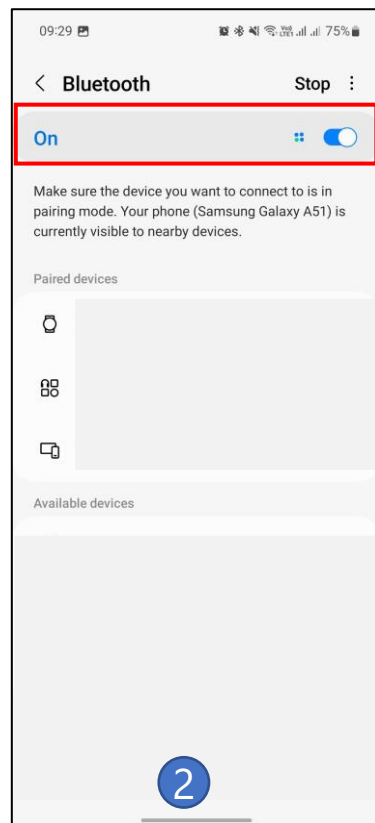 09:29 75%
Bluetooth Stop
On
Make sure the device you want to connect to is in
pairing mode. Your phone (Samsung Galaxy A51) is
currently visible to nearby devices.
Paired devices
Available devices
2